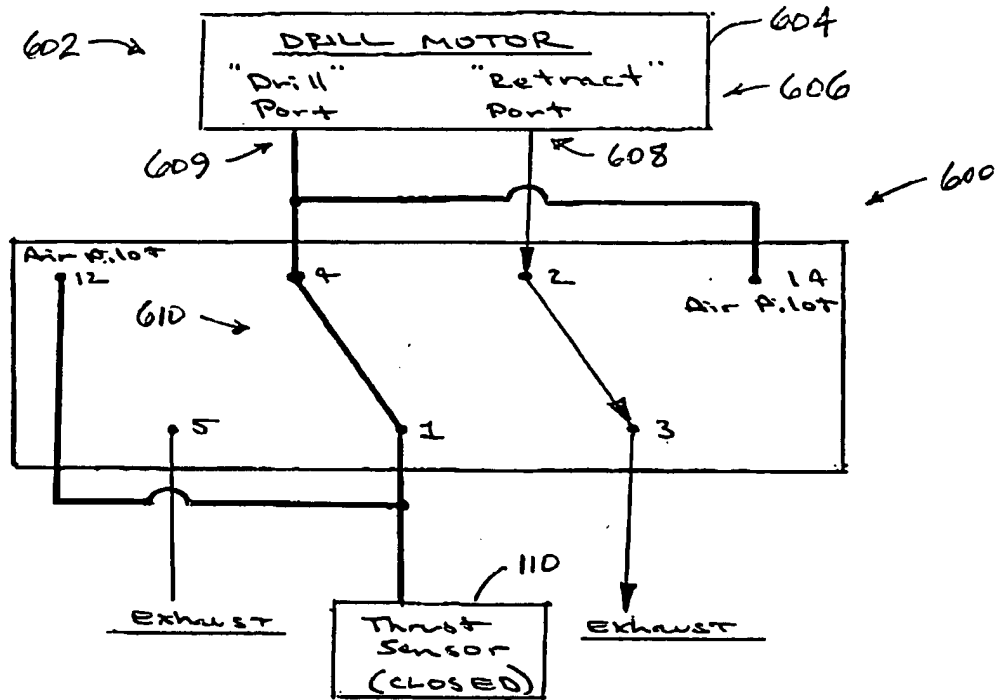 DRILL MOTOR
604
602
"Drill"
Port
"Retract"
Port
606
609
608
600
Air Pilot
12
4
2
14
Air Pilot
610
5
1
3
110
Exhaust
Thrust
Sensor
(CLOSED)
Exhaust